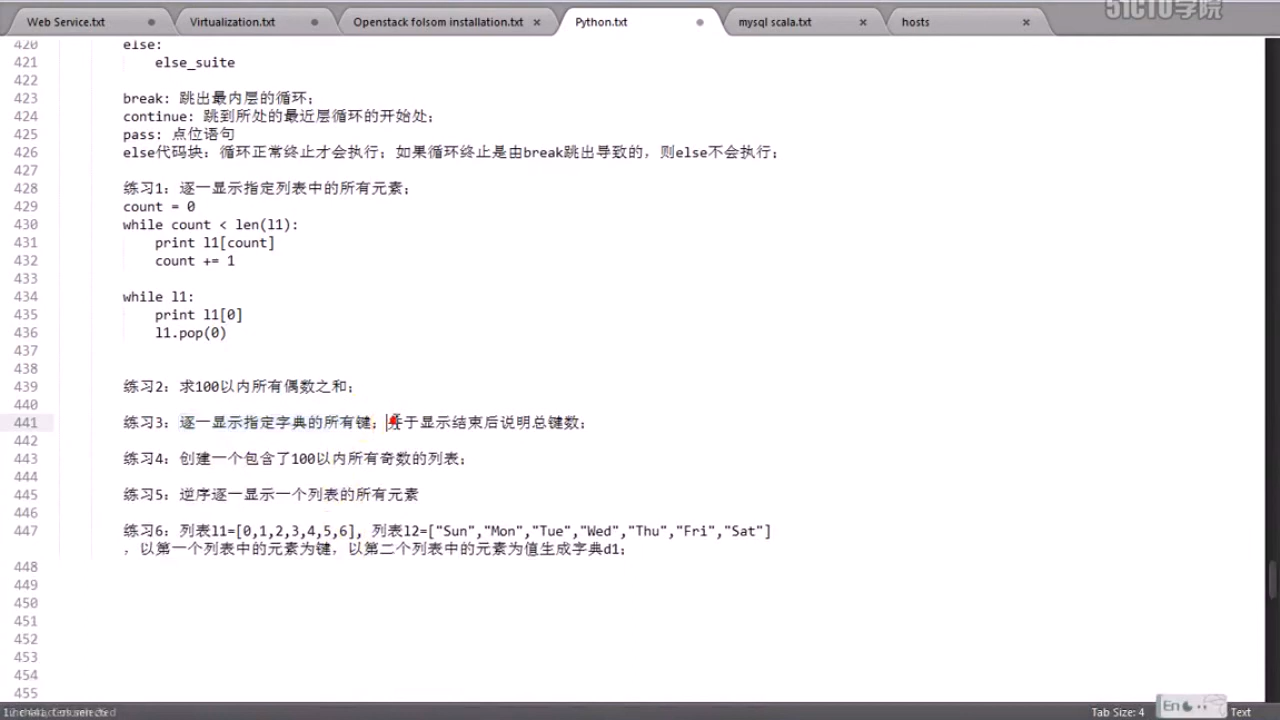 51CTO学院
Web Service.txt Virtualization.txt Openstack folsom installation.txt Python.txt mysql scala.txt hosts
420 else:
421 else_suite
422
423 break: 跳出最内层的循环;
424 continue: 跳到所处的最近层循环的开始处;
425 pass: 点位语句
426 else代码块: 循环正常终止才会执行; 如果循环终止是由break跳出导致的, 则else不会执行;
427
428 练习1: 逐一显示指定列表中的所有元素;
429 count = 0
430 while count < len(l1):
431 print l1[count]
432 count += 1
433
434 while l1:
435 print l1[0]
436 l1.pop(0)
437
438
439 练习2: 求100以内所有偶数之和;
440
441 练习3: 逐一显示指定字典的所有键; 并于显示结束后说明总键数;
442
443 练习4: 创建一个包含了100以内所有奇数的列表;
444
445 练习5: 逆序逐一显示一个列表的所有元素
446
447 练习6: 列表l1=[0,1,2,3,4,5,6], 列表l2=["Sun","Mon","Tue","Wed","Thu","Fri","Sat"]
, 以第一个列表中的元素为键, 以第二个列表中的元素为值生成字典d1;
448
449
450
451
452
453
454
455
En Tab Size: 4 Text